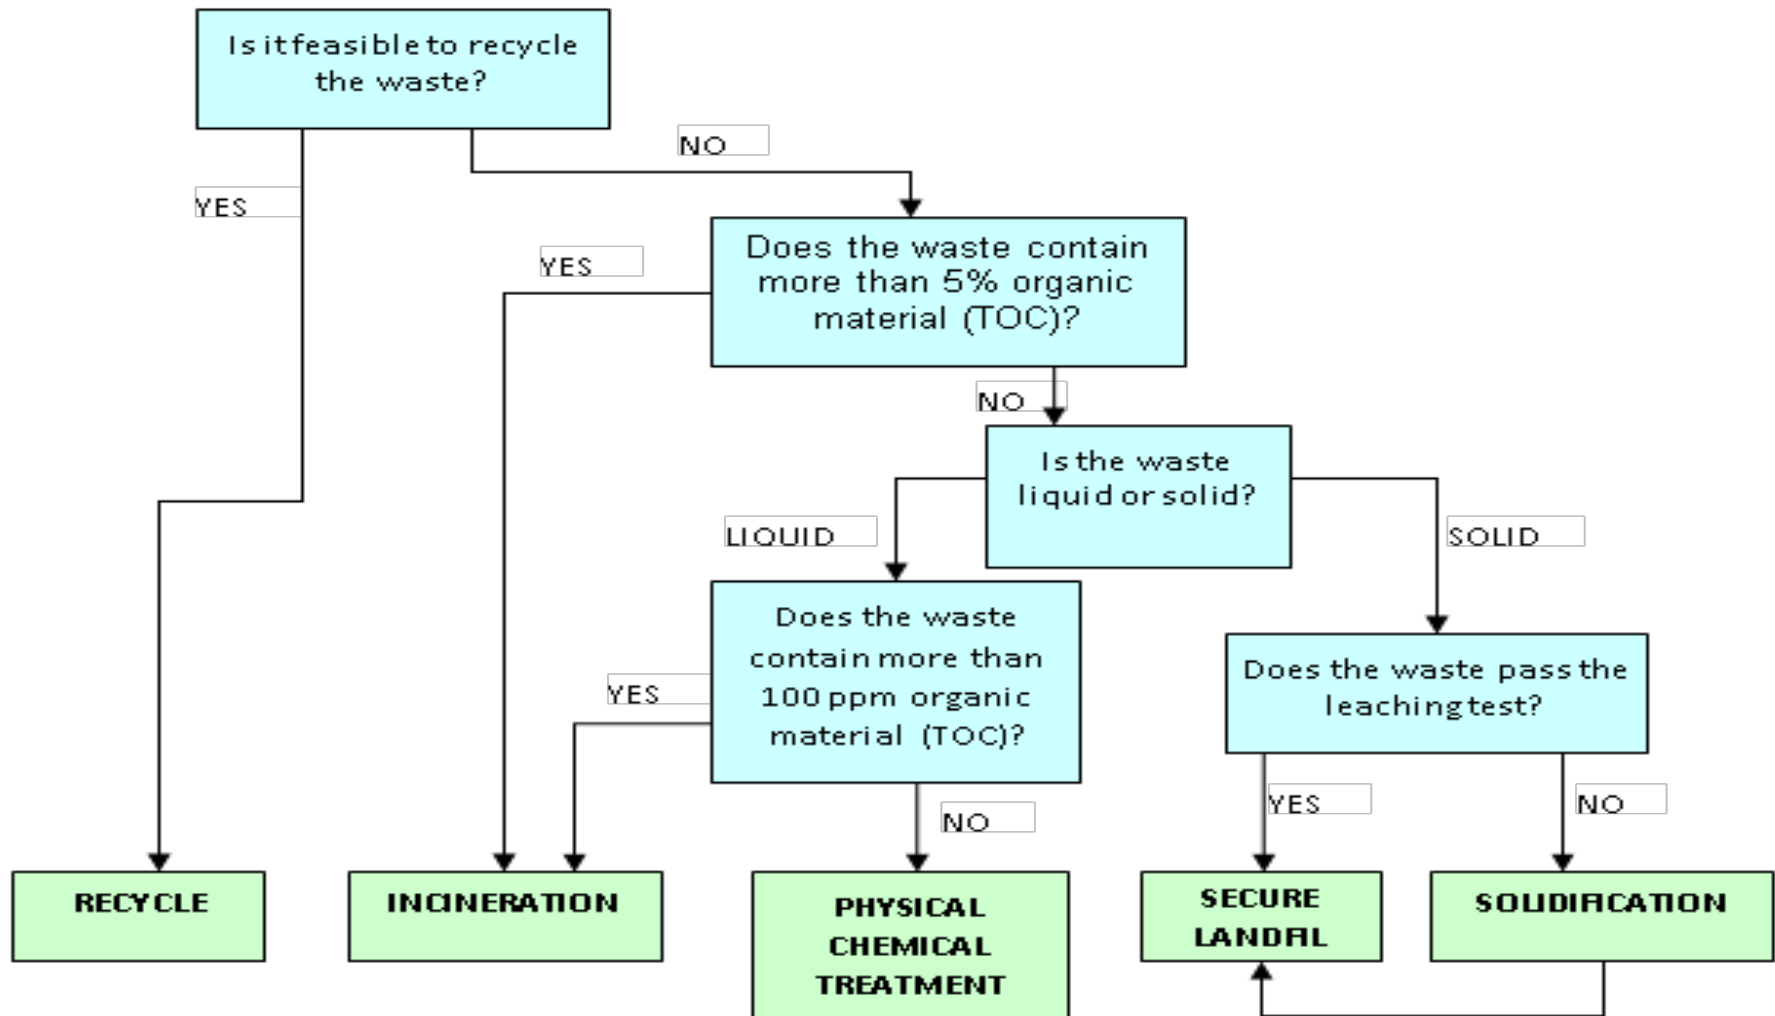 Is it feasible to recycle
the waste?
NO
YES
Does the waste contain
more than 5% organic
material (TOC)?
YES
NO
Is the waste
liquid or solid?
LIQUID
SOLID
Does the waste
contain more than
100 ppm organic
material (TOC)?
YES
Does the waste pass the
leaching test?
NO
YES
NO
RECYCLE
INCINERATION
PHYSICAL
CHEMICAL
TREATMENT
SECURE
LANDFIL
SOLIDIFICATION